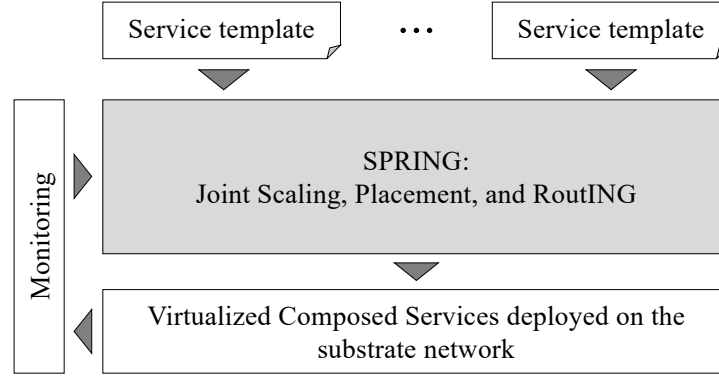 Service template
...
Service template
Monitoring
SPRING:
Joint Scaling, Placement, and RoutING
Virtualized Composed Services deployed on the
substrate network